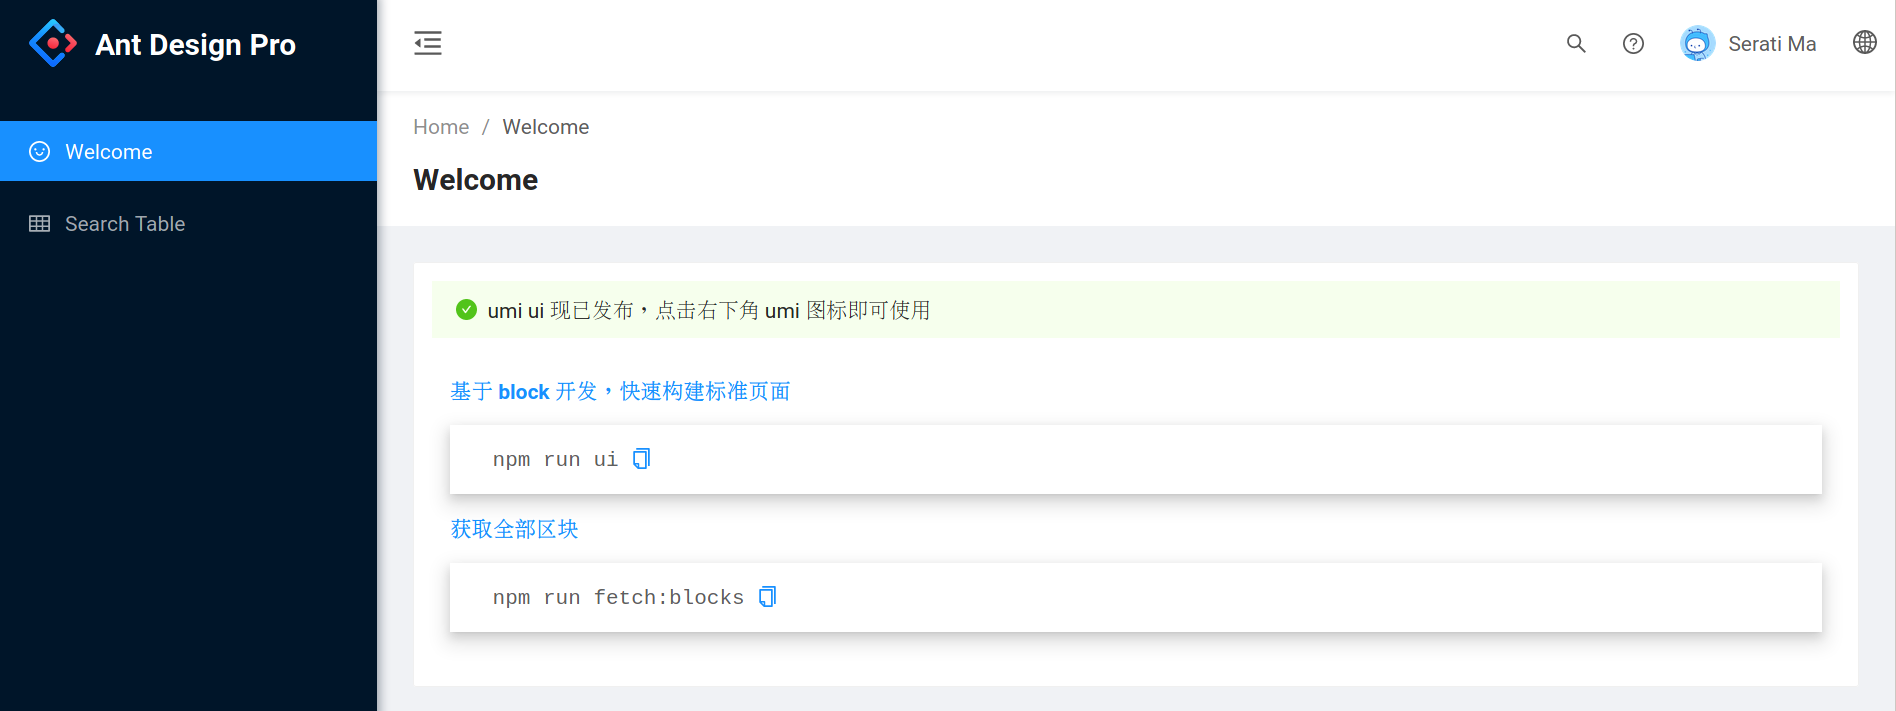 Ant Design Pro
Serati Ma
Welcome
Search Table
Home / Welcome
Welcome
umi ui 现已发布，点击右下角 umi 图标即可使用
基于 block 开发，快速构建标准页面
npm run ui
获取全部区块
npm run fetch:blocks